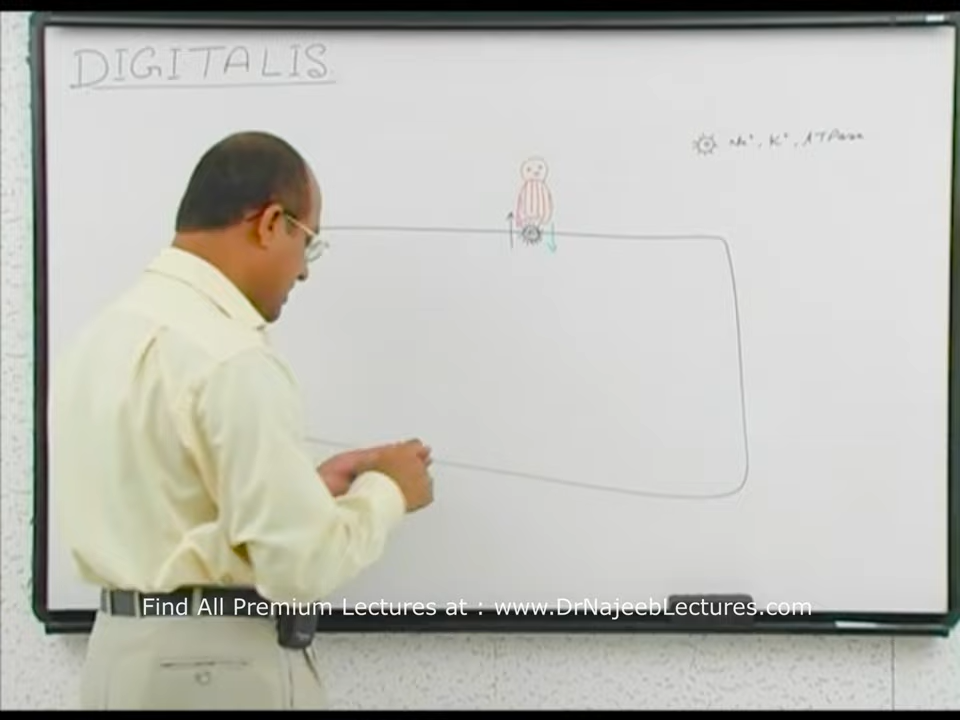 DIGITALIS
Na⁺, K⁺, ATPase
Find All Premium Lectures at : www.DrNajeebLectures.com